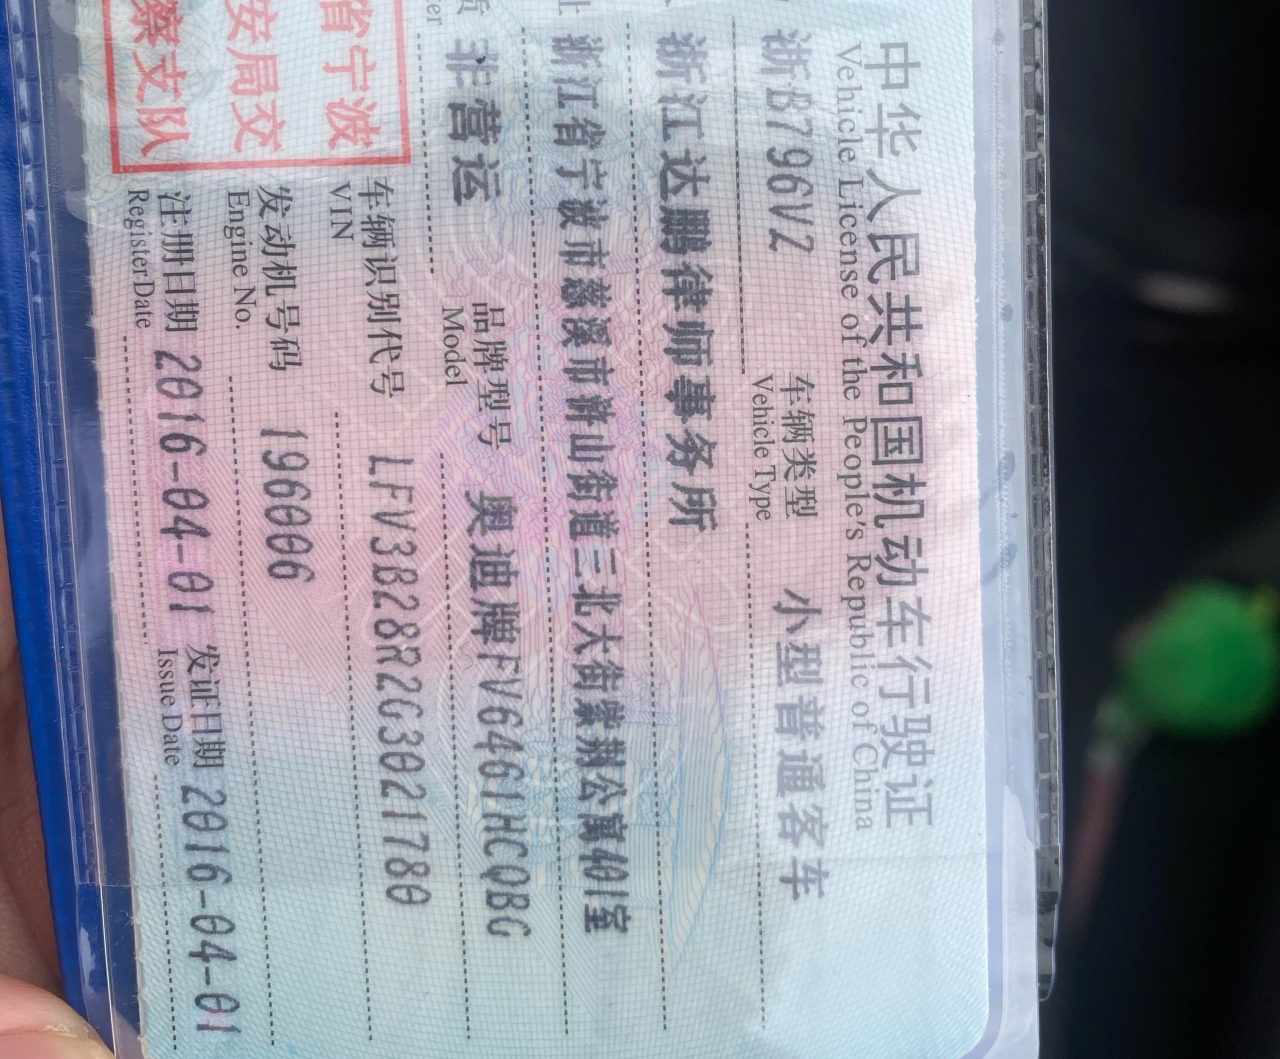 中华人民共和国机动车行驶证
Vehicle License of the People's Republic of China
浙B796VZ 车辆类型 小型普通客车
Vehicle Type
浙江达鹏律师事务所
浙江省宁波市慈溪市浒山街道三北大街紫荆公寓401室
非营运 品牌型号 奥迪牌FV6461HCQBG
Model
省宁波
安局交
察支队
车辆识别代号 LFV3B28R2G3021780
VIN
发动机号码 196006
Engine No.
注册日期 2016-04-01 发证日期 2016-04-01
RegisterDate Issue Date